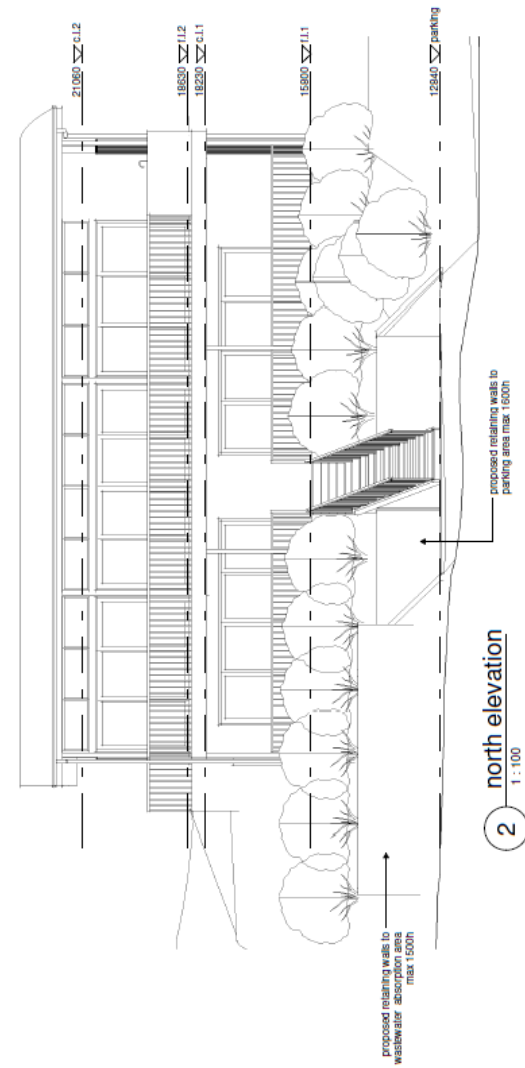 21060 c.l.2
18630 f.l.2
18230 c.l.1
15800 f.l.1
12840 parking
proposed retaining walls to
wastewater absorption area
max 1500h
proposed retaining walls to
parking area max 1600h
2
north elevation
1 : 100